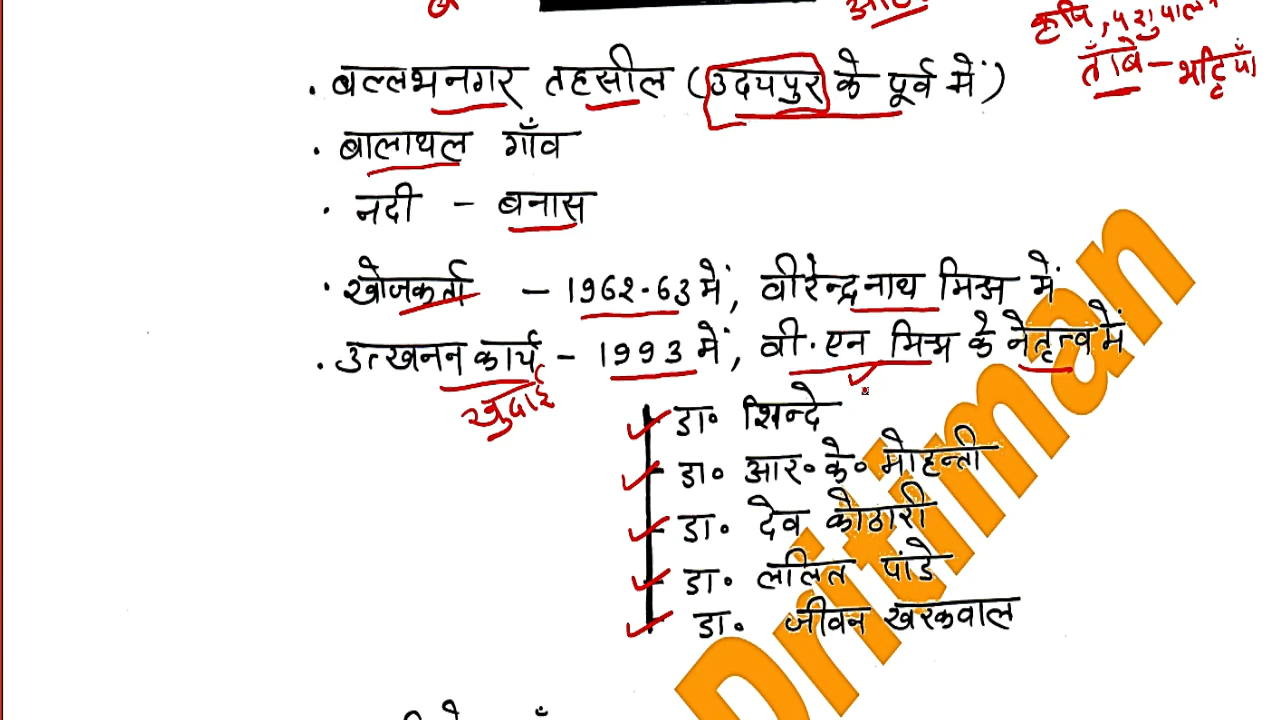 कृषि, पशुपालन
ताँबे - भट्टियाँ
• बल्लभनगर तहसील (उदयपुर के पूर्व में)
• बालाथल गाँव
• नदी - बनास
• खोजकर्ता - 1962-63 में, वीरेन्द्रनाथ मिश्र में
• उत्खनन कार्य - 1993 में, वी.एन मिश्र के नेतृत्व में
खुदाई
डा० शिन्दे
डा० आर० के० मोहन्ती
डा० देव कोठारी
डा० ललित पांडे
डा० जीवन खरकवाल
Dritiman